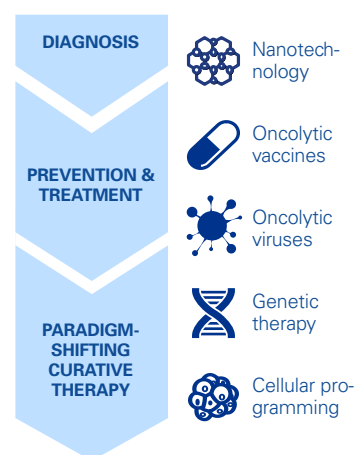 DIAGNOSIS
Nanotech-
nology
Oncolytic
vaccines
PREVENTION &
TREATMENT
Oncolytic
viruses
Genetic
therapy
PARADIGM-
SHIFTING
CURATIVE
THERAPY
Cellular pro-
gramming